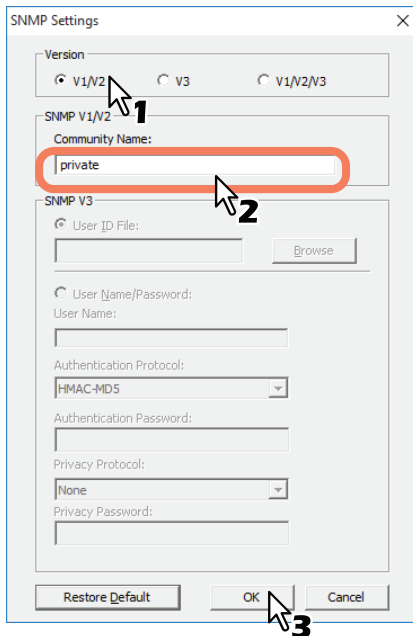 SNMP Settings
Version
V1/V2 V3 V1/V2/V3
1
SNMP V1/V2
Community Name:
private
2
SNMP V3
User ID File:
Browse
User Name/Password:
User Name:
Authentication Protocol:
HMAC-MD5
Authentication Password:
Privacy Protocol:
None
Privacy Password:
Restore Default OK Cancel
3